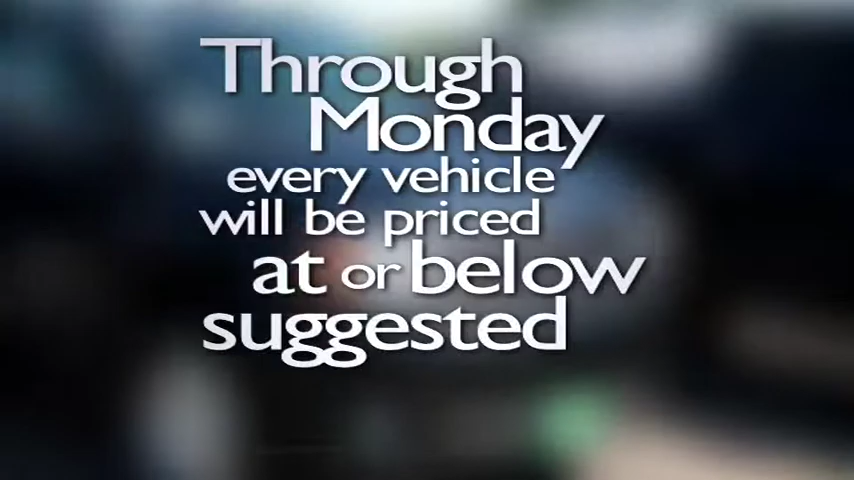 Through
Monday
every vehicle
will be priced
at or below
suggested